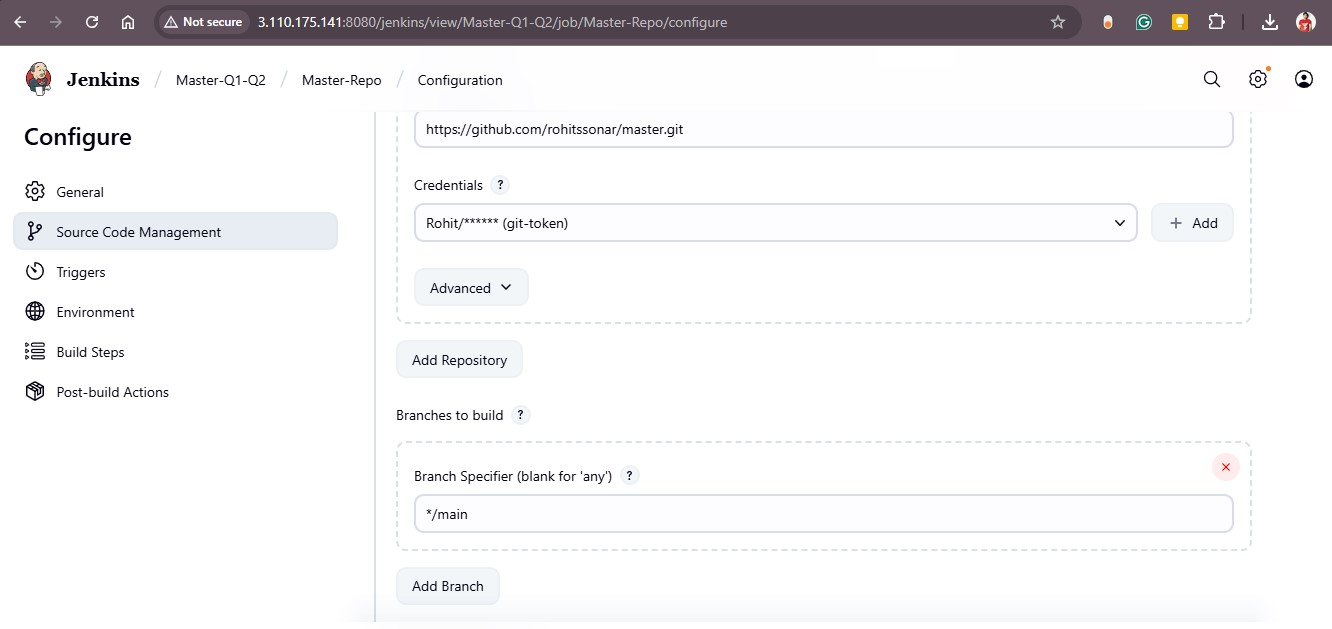 Not secure 3.110.175.141:8080/jenkins/view/Master-Q1-Q2/job/Master-Repo/configure
Jenkins / Master-Q1-Q2 / Master-Repo / Configuration
Configure
General
Source Code Management
Triggers
Environment
Build Steps
Post-build Actions
https://github.com/rohitssonar/master.git
Credentials ?
Rohit/****** (git-token)
+ Add
Advanced
Add Repository
Branches to build ?
Branch Specifier (blank for 'any') ?
*/main
Add Branch